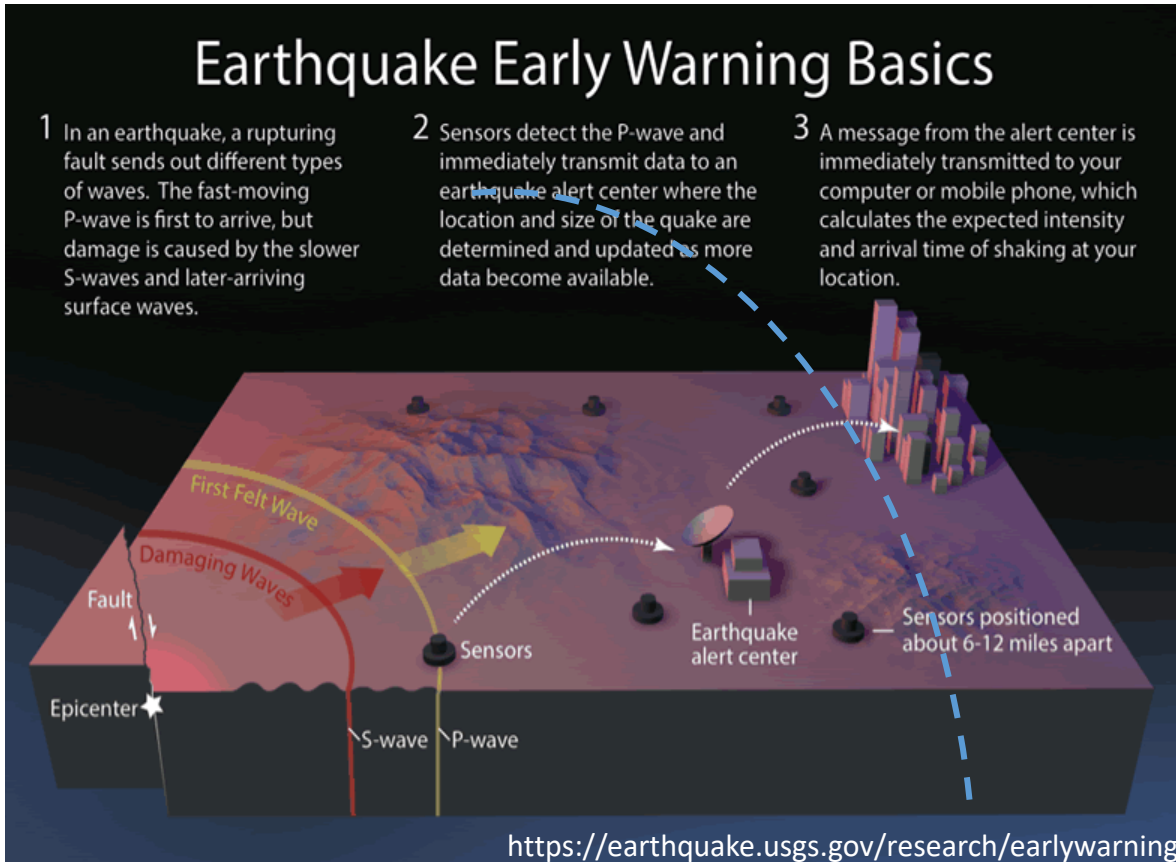 Earthquake Early Warning Basics
1 In an earthquake, a rupturing
fault sends out different types
of waves. The fast-moving
P-wave is first to arrive, but
damage is caused by the slower
S-waves and later-arriving
surface waves.
2 Sensors detect the P-wave and
immediately transmit data to an
earthquake alert center where the
location and size of the quake are
determined and updated as more
data become available.
3 A message from the alert center is
immediately transmitted to your
computer or mobile phone, which
calculates the expected intensity
and arrival time of shaking at your
location.
First Felt Wave
Damaging Waves
Fault
Sensors
Earthquake
alert center
Sensors positioned
about 6-12 miles apart
Epicenter
S-wave
P-wave
https://earthquake.usgs.gov/research/earlywarning